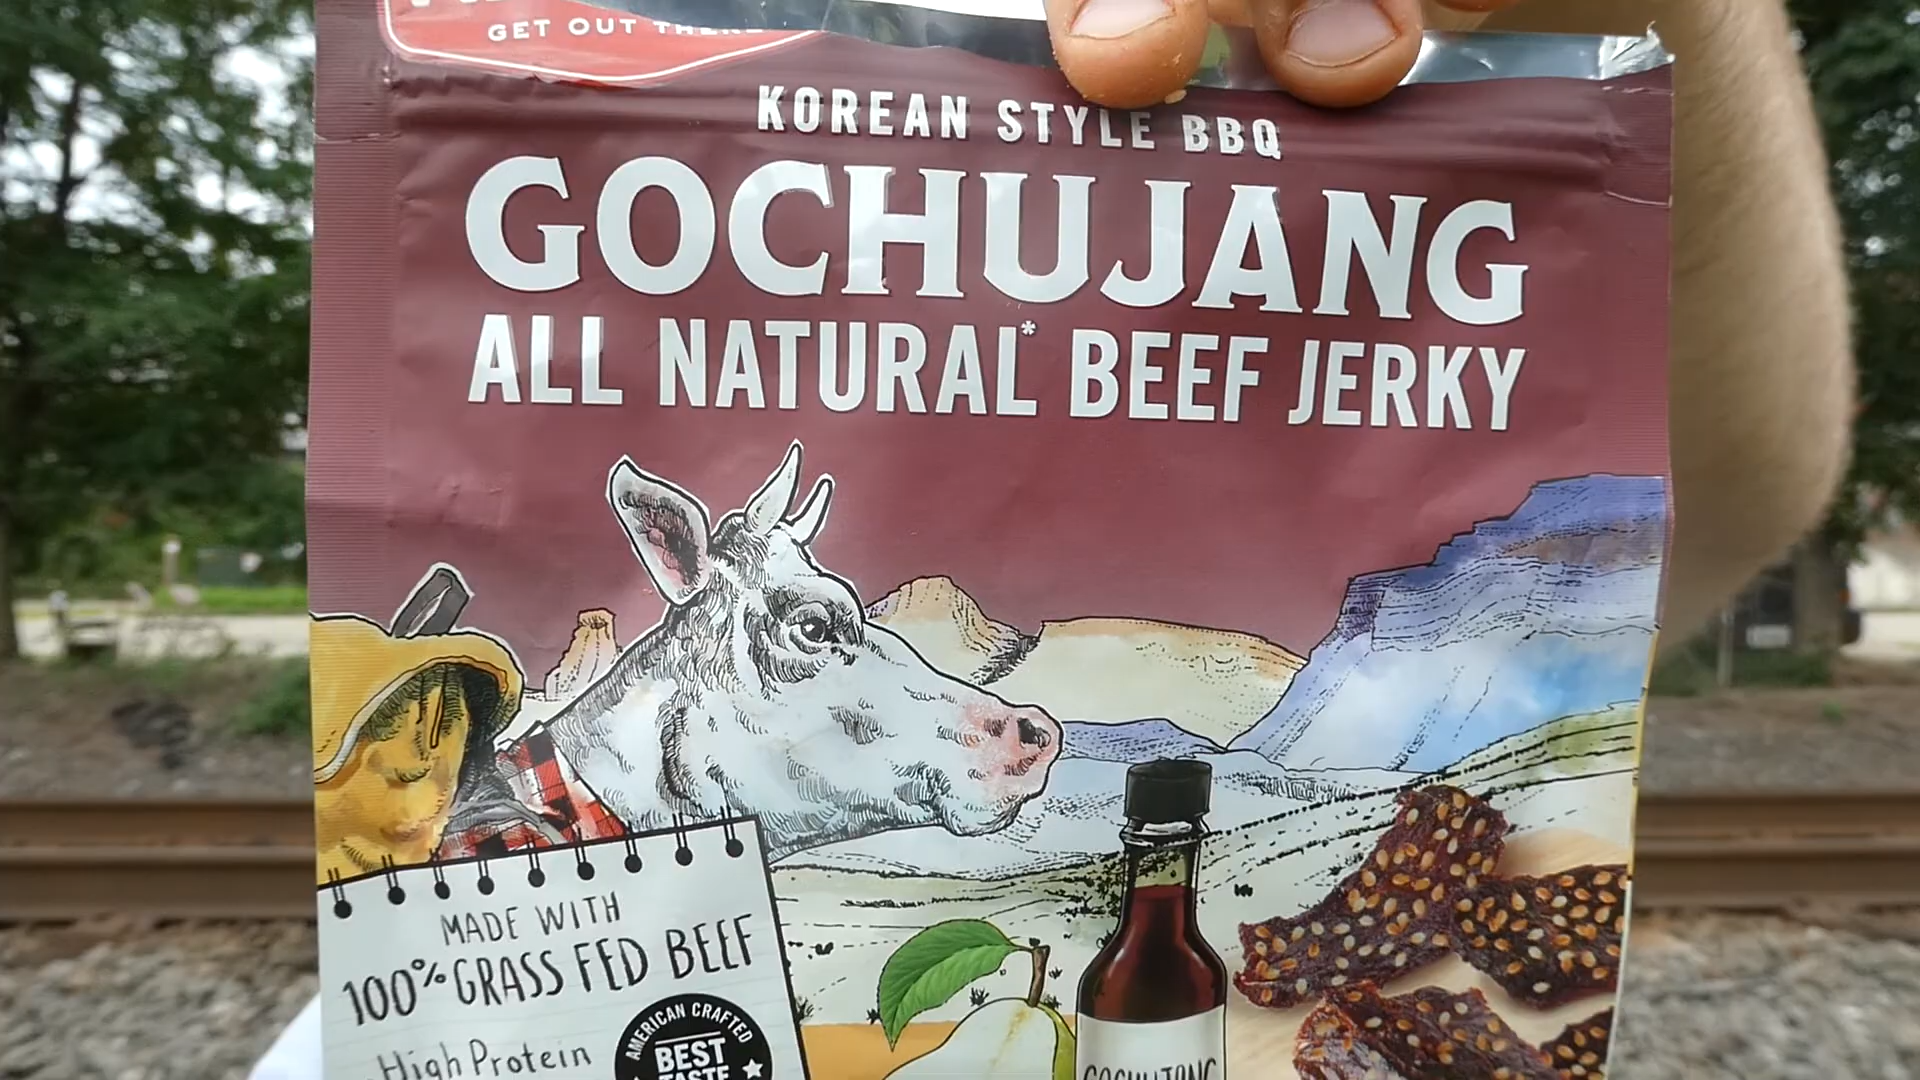 GET OUT THERE
KOREAN STYLE BBQ
GOCHUJANG
ALL NATURAL* BEEF JERKY
MADE WITH
100% GRASS FED BEEF
High Protein
AMERICAN CRAFTED
BEST
TASTE
GOCHUJANG